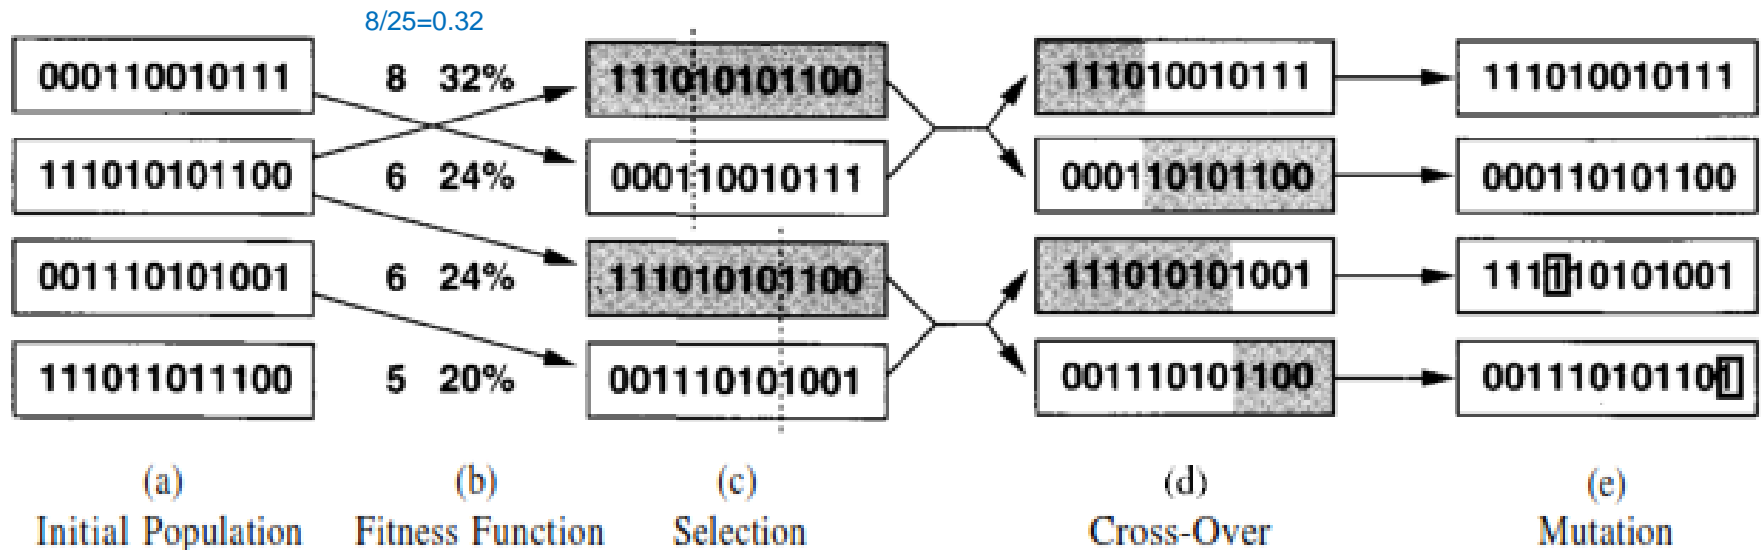 8/25=0.32
000110010111 8 32% 111010101100 111010010111 111010010111
111010101100 6 24% 000110010111 000110101100 000110101100
001110101001 6 24% 111010101100 111010101001 111110101001
111011011100 5 20% 001110101001 001110101100 001110101101
(a) (b) (c) (d) (e)
Initial Population Fitness Function Selection Cross-Over Mutation